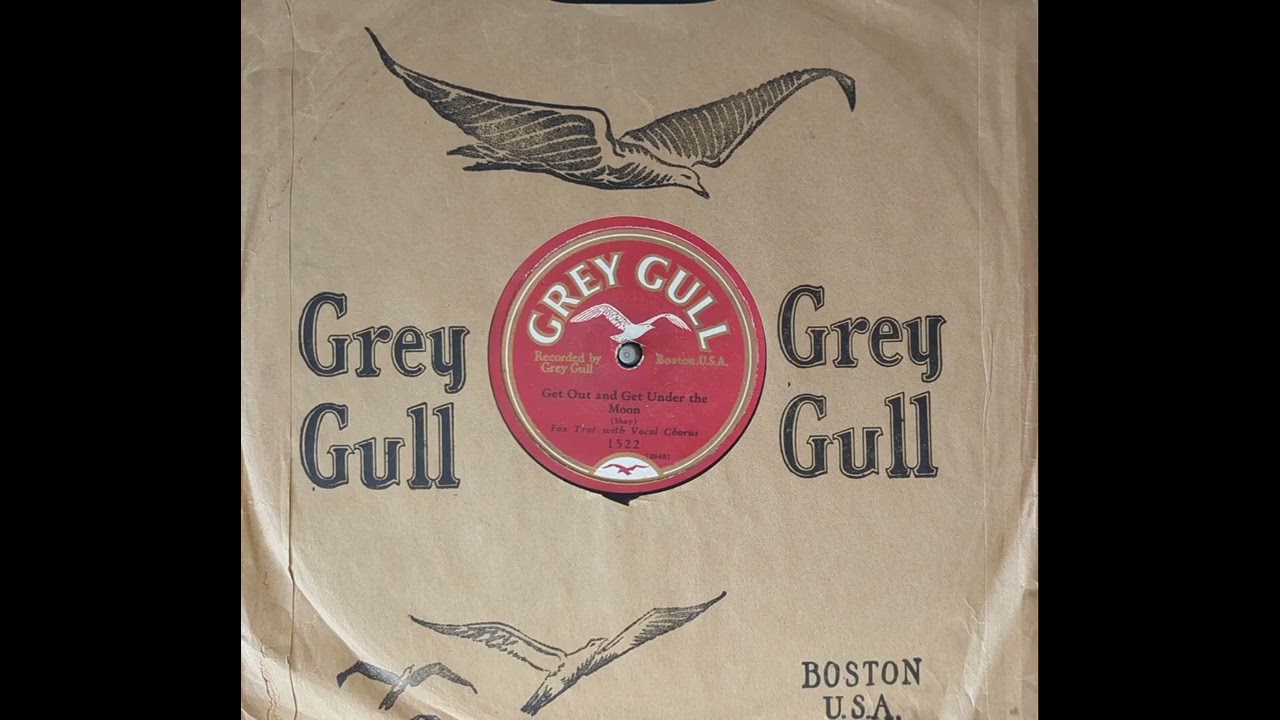 Grey
Gull
GREY GULL
Recorded by
Grey Gull
Boston.U.S.A.
Get Out and Get Under the
Moon
(Shay)
Fox Trot with Vocal Chorus
1522
Grey
Gull
BOSTON
U.S.A.